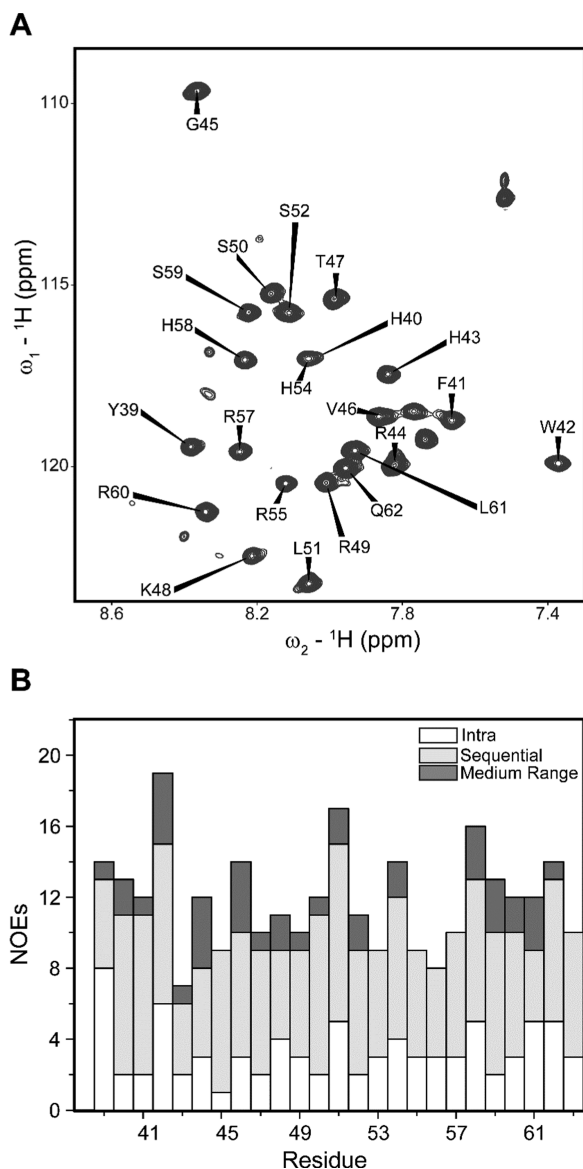 A
110
115
120
ω1 - 1H (ppm)
G45
S52
S50
T47
S59
H40
H58
H43
H54
Y39
R57
V46
F41
R44
W42
R60
R55
Q62
L61
R49
L51
K48
8.6
8.2
7.8
7.4
ω2 - 1H (ppm)
B
20
16
12
8
4
0
NOEs
Intra
Sequential
Medium Range
41
45
49
53
57
61
Residue